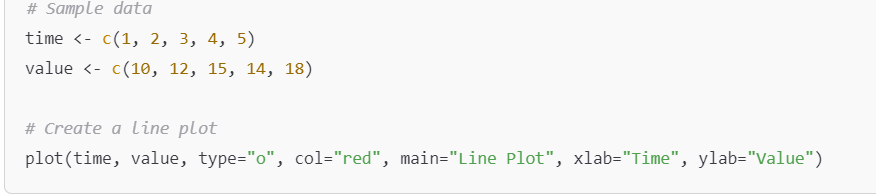 # Sample data
time <- c(1, 2, 3, 4, 5)
value <- c(10, 12, 15, 14, 18)
# Create a line plot
plot(time, value, type="o", col="red", main="Line Plot", xlab="Time", ylab="Value")